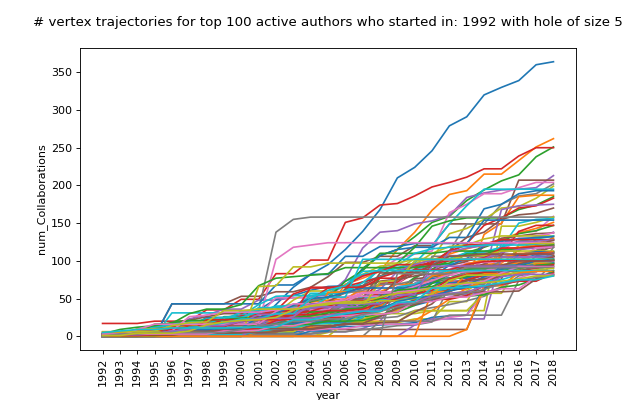 # vertex trajectories for top 100 active authors who started in: 1992 with hole of size 5
num_Collaborations
350
300
250
200
150
100
50
0
1992 1993 1994 1995 1996 1997 1998 1999 2000 2001 2002 2003 2004 2005 2006 2007 2008 2009 2010 2011 2012 2013 2014 2015 2016 2017 2018
year